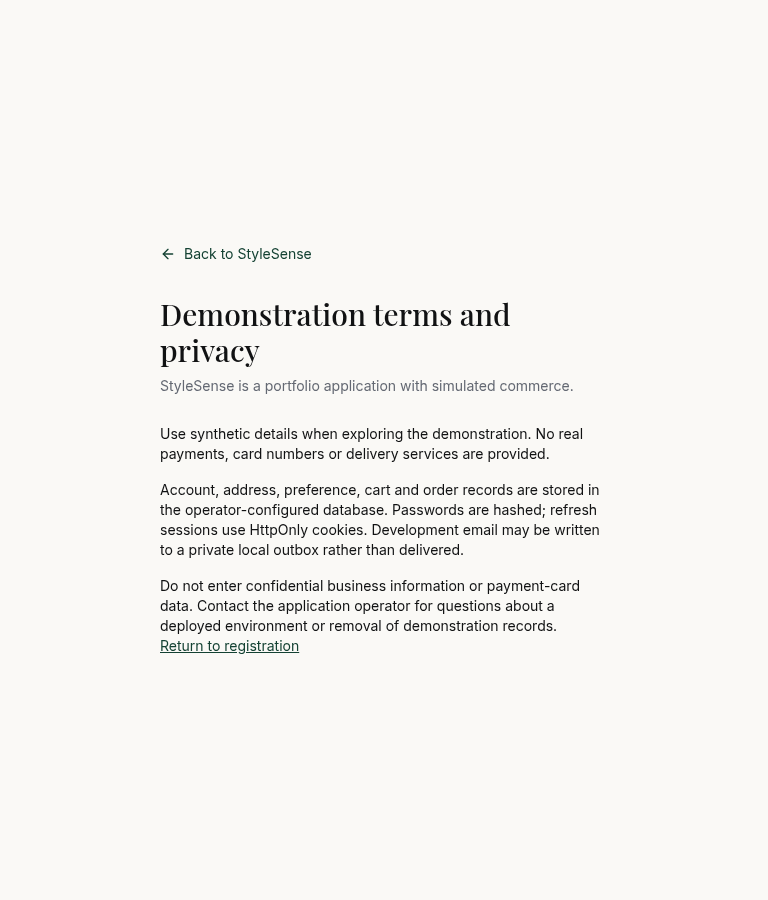 Back to StyleSense
Demonstration terms and
privacy
StyleSense is a portfolio application with simulated commerce.
Use synthetic details when exploring the demonstration. No real
payments, card numbers or delivery services are provided.
Account, address, preference, cart and order records are stored in
the operator-configured database. Passwords are hashed; refresh
sessions use HttpOnly cookies. Development email may be written
to a private local outbox rather than delivered.
Do not enter confidential business information or payment-card
data. Contact the application operator for questions about a
deployed environment or removal of demonstration records.
Return to registration